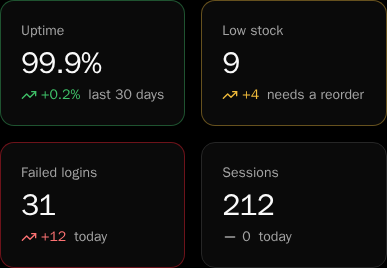 Uptime
99.9%
+0.2% last 30 days
Low stock
9
+4 needs a reorder
Failed logins
31
+12 today
Sessions
212
0 today